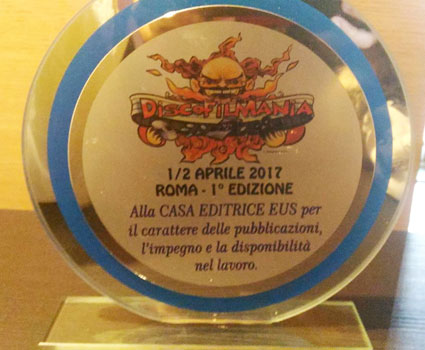 DiscoFilMania
1/2 APRILE 2017
ROMA - 1° EDIZIONE
Alla CASA EDITRICE EUS per
il carattere delle pubblicazioni,
l'impegno e la disponibilità
nel lavoro.